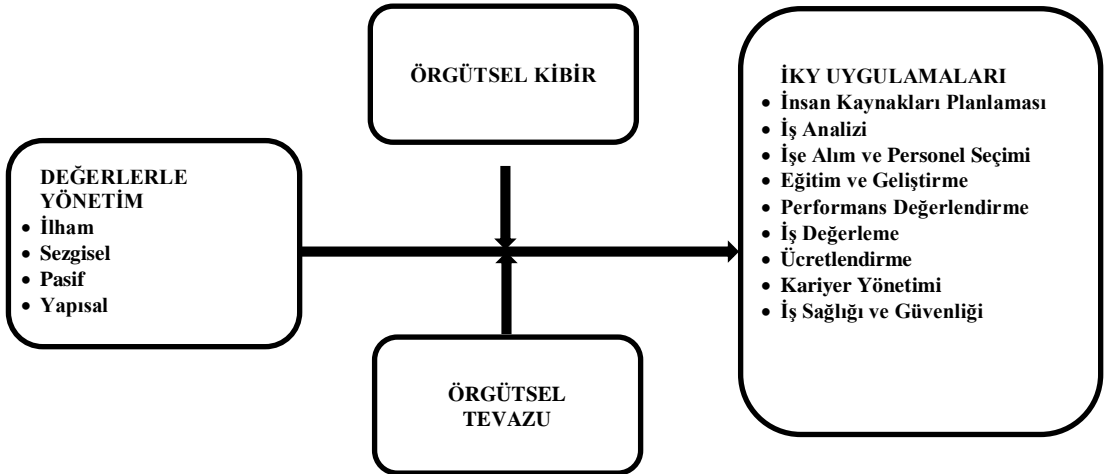 DEĞERLERLE
YÖNETİM
• İlham
• Sezgisel
• Pasif
• Yapısal
ÖRGÜTSEL KİBİR
ÖRGÜTSEL
TEVAZU
İKY UYGULAMALARI
• İnsan Kaynakları Planlaması
• İş Analizi
• İşe Alım ve Personel Seçimi
• Eğitim ve Geliştirme
• Performans Değerlendirme
• İş Değerleme
• Ücretlendirme
• Kariyer Yönetimi
• İş Sağlığı ve Güvenliği